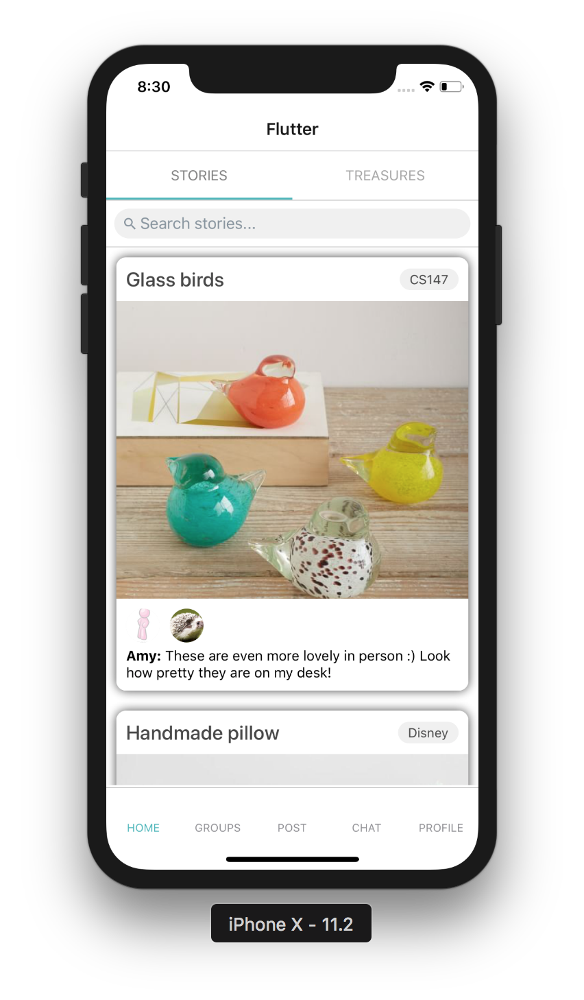 8:30
Flutter
STORIES
TREASURES
Search stories...
Glass birds
CS147
Amy: These are even more lovely in person :) Look
how pretty they are on my desk!
Handmade pillow
Disney
HOME
GROUPS
POST
CHAT
PROFILE
iPhone X - 11.2